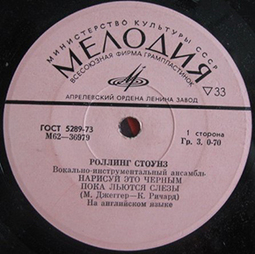 МИНИСТЕРСТВО КУЛЬТУРЫ СССР
МЕЛОДИЯ
ВСЕСОЮЗНАЯ ФИРМА ГРАМПЛАСТИНОК
33
АПРЕЛЕВСКИЙ ОРДЕНА ЛЕНИНА ЗАВОД
ГОСТ 5289-73
М62—36979
1 сторона
Гр. 3. 0-70
РОЛЛИНГ СТОУНЗ
Вокально-инструментальный ансамбль
НАРИСУЙ ЭТО ЧЕРНЫМ
ПОКА ЛЬЮТСЯ СЛЕЗЫ
(М. Джеггер—К. Ричард)
На английском языке